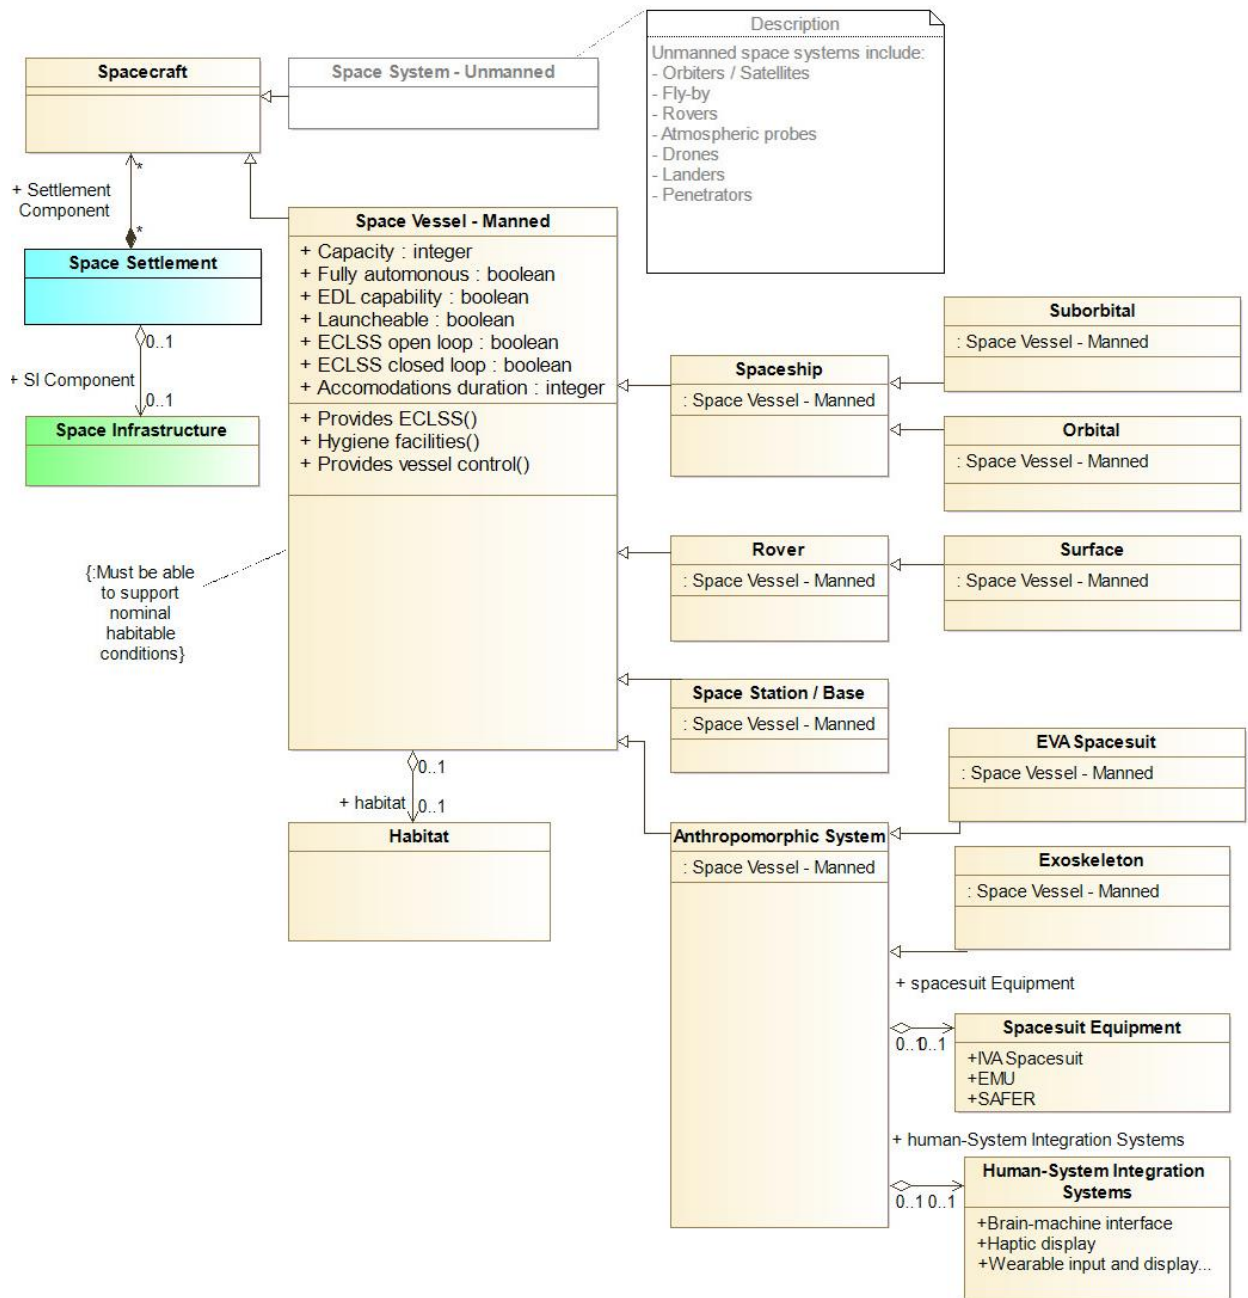 Description
Unmanned space systems include:
- Orbiters / Satellites
- Fly-by
- Rovers
- Atmospheric probes
- Drones
- Landers
- Penetrators
Spacecraft
Space System - Unmanned
*
+ Settlement
Component
*
Space Settlement
0..1
+ SI Component
0..1
Space Infrastructure
Space Vessel - Manned
+ Capacity : integer
+ Fully automonous : boolean
+ EDL capability : boolean
+ Launcheable : boolean
+ ECLSS open loop : boolean
+ ECLSS closed loop : boolean
+ Accomodations duration : integer
+ Provides ECLSS()
+ Hygiene facilities()
+ Provides vessel control()
{:Must be able
to support
nominal
habitable
conditions}
0..1
+ habitat
0..1
Habitat
Spaceship
: Space Vessel - Manned
Suborbital
: Space Vessel - Manned
Orbital
: Space Vessel - Manned
Rover
: Space Vessel - Manned
Surface
: Space Vessel - Manned
Space Station / Base
: Space Vessel - Manned
Anthropomorphic System
: Space Vessel - Manned
EVA Spacesuit
: Space Vessel - Manned
Exoskeleton
: Space Vessel - Manned
+ spacesuit Equipment
0..1
0..1
Spacesuit Equipment
+IVA Spacesuit
+EMU
+SAFER
+ human-System Integration Systems
0..1
0..1
Human-System Integration
Systems
+Brain-machine interface
+Haptic display
+Wearable input and display...